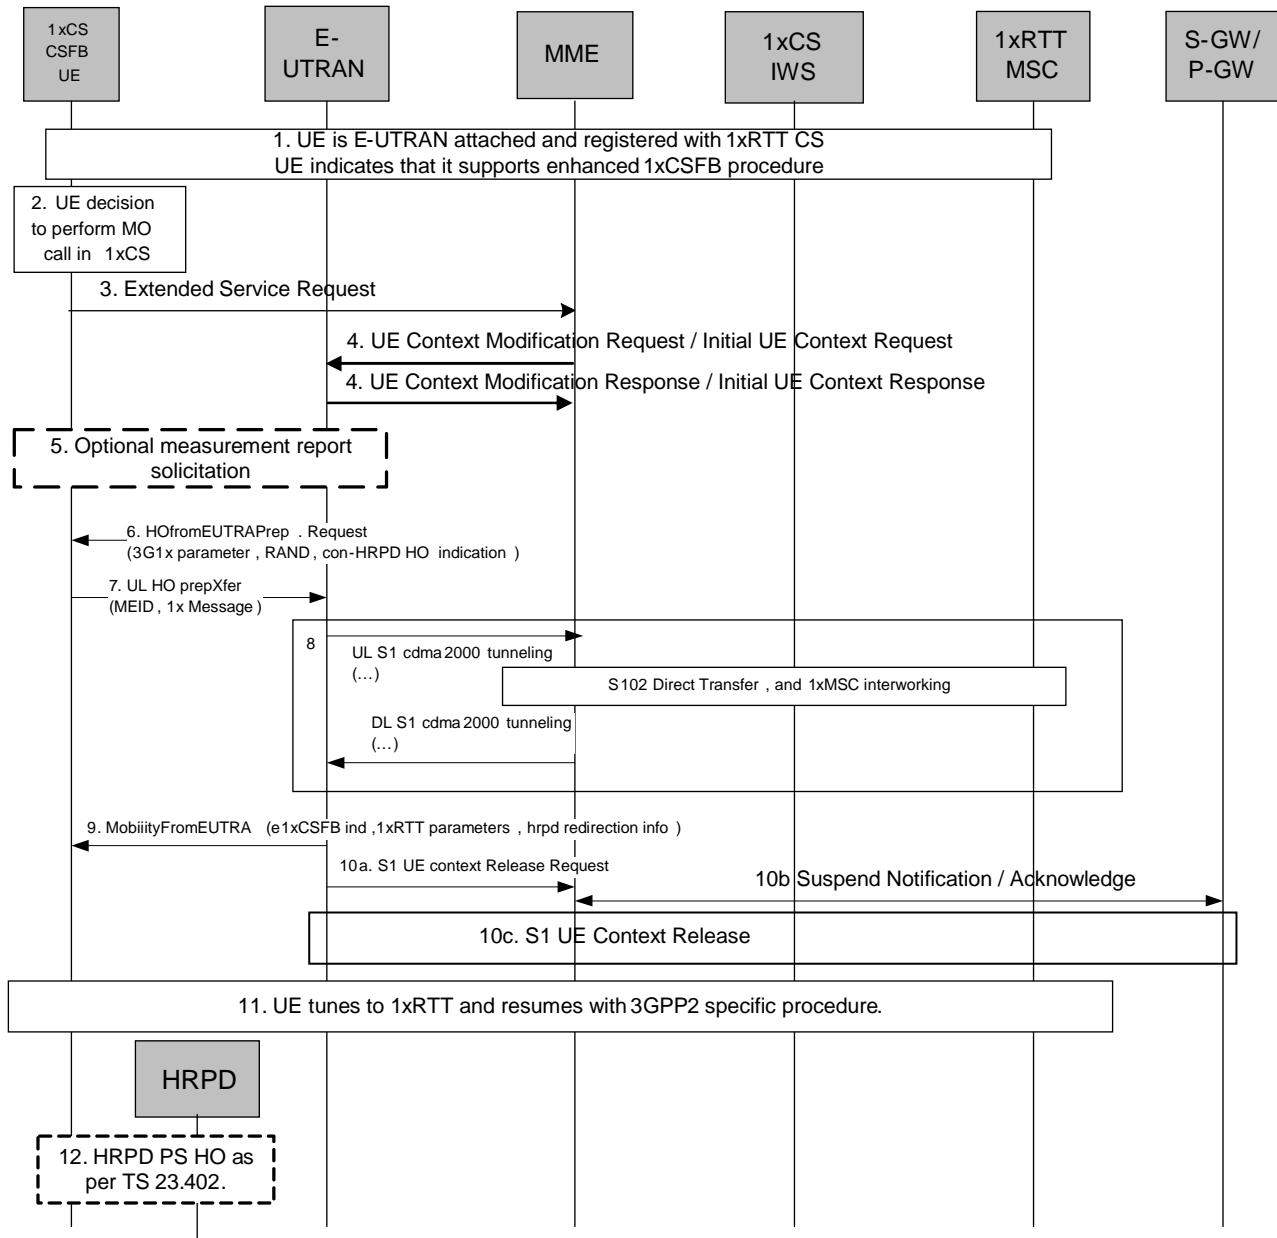 1xCS
CSFB
UE
E-
UTRAN
MME
1xCS
IWS
1xRTT
MSC
S-GW/
P-GW
1. UE is E-UTRAN attached and registered with 1xRTT CS
UE indicates that it supports enhanced 1xCSFB procedure
2. UE decision
to perform MO
call in 1xCS
3. Extended Service Request
4. UE Context Modification Request / Initial UE Context Request
4. UE Context Modification Response / Initial UE Context Response
5. Optional measurement report
solicitation
6. HOfromEUTRAPrep . Request
(3G1x parameter , RAND , con-HRPD HO indication )
7. UL HO prepXfer
(MEID , 1x Message )
8
UL S1 cdma2000 tunneling
(...)
S102 Direct Transfer , and 1xMSC interworking
DL S1 cdma2000 tunneling
(...)
9. MobiiityFromEUTRA (e1xCSFB ind ,1xRTT parameters , hrpd redirection info )
10a. S1 UE context Release Request
10b Suspend Notification / Acknowledge
10c. S1 UE Context Release
11. UE tunes to 1xRTT and resumes with 3GPP2 specific procedure.
HRPD
12. HRPD PS HO as
per TS 23.402.